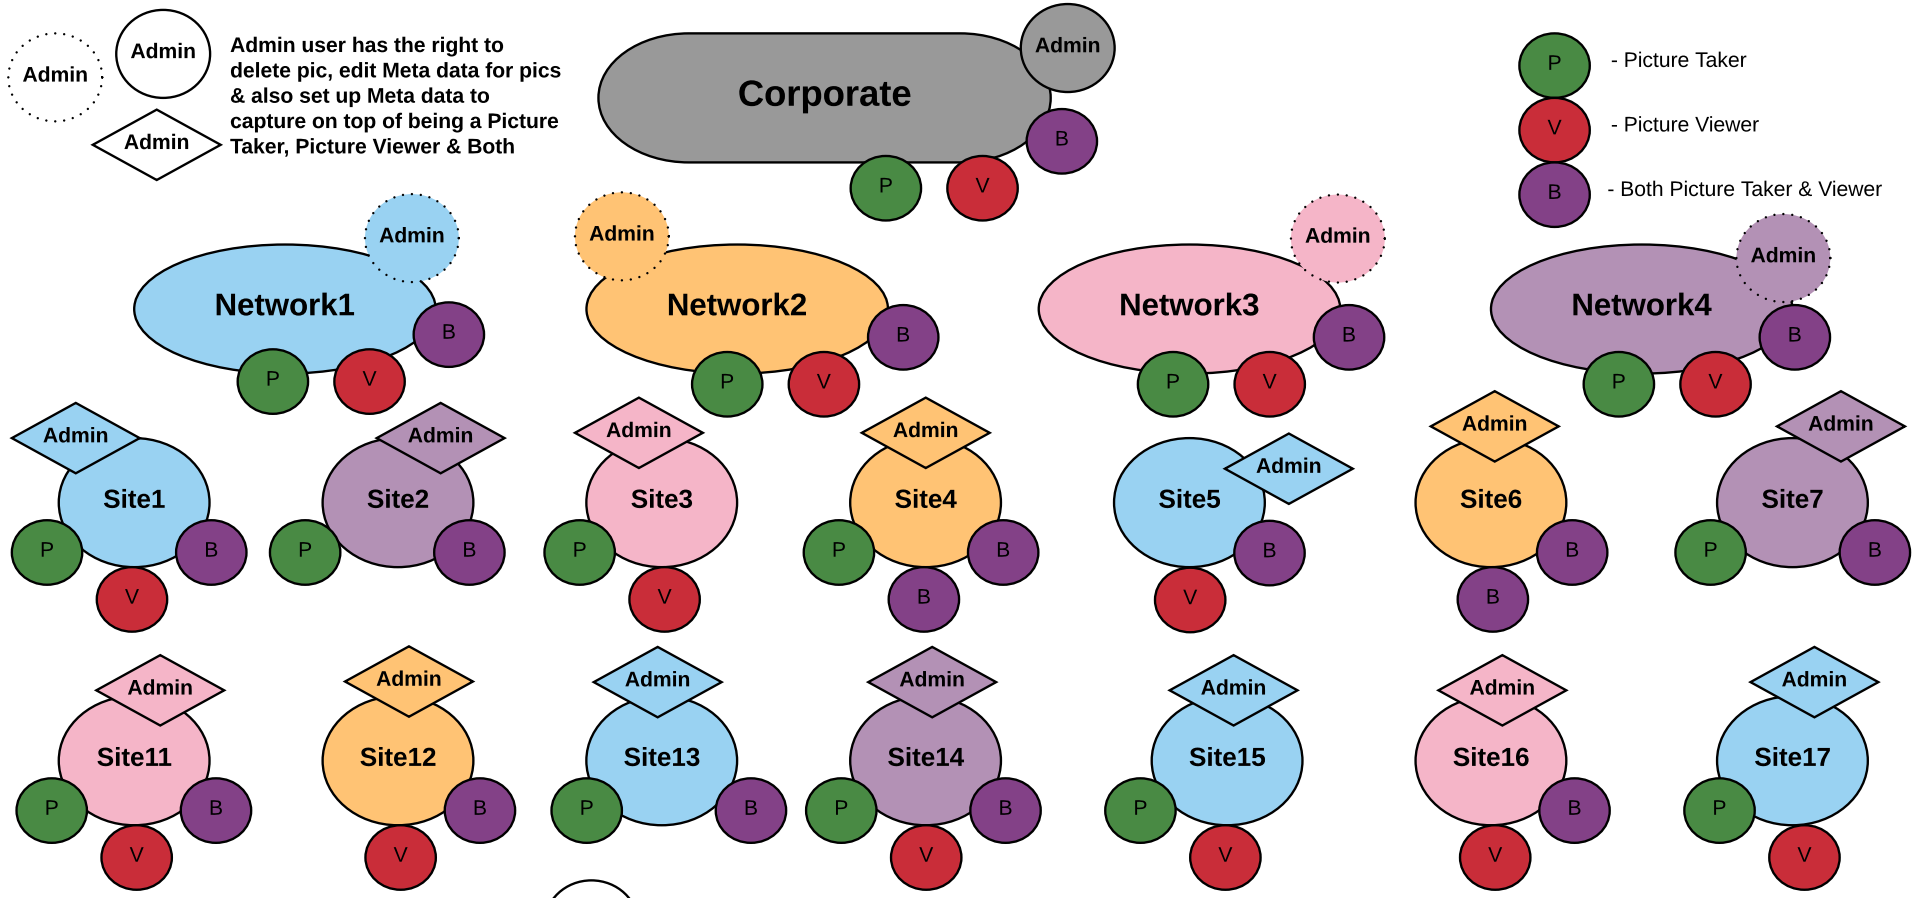 Admin
Admin
Admin
Admin user has the right to
delete pic, edit Meta data for pics
& also set up Meta data to
capture on top of being a Picture
Taker, Picture Viewer & Both
Corporate
Admin
B
P
V
P
- Picture Taker
V
- Picture Viewer
B
- Both Picture Taker & Viewer
Network1
Admin
P
V
B
Admin
Network2
P
V
B
Network3
Admin
P
V
B
Network4
Admin
P
V
B
Admin
Site1
P
V
B
Admin
Site2
P
B
Admin
Site3
P
V
Admin
Site4
P
B
B
Site5
Admin
V
B
Admin
Site6
B
B
Admin
Site7
P
B
Admin
Site11
P
V
B
Admin
Site12
V
B
Admin
Site13
P
B
Admin
Site14
P
V
B
Admin
Site15
P
V
Admin
Site16
V
B
Admin
Site17
P
V